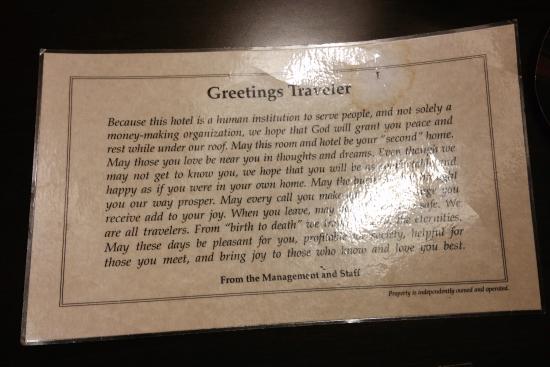 Greetings Traveler
Because this hotel is a human institution to serve people, and not solely a
money-making organization, we hope that God will grant you peace and
rest while under our roof. May this room and hotel be your "second" home.
May those you love be near you in thoughts and dreams. Even though we
may not get to know you, we hope that you will be as and
happy as if you were in your own home. May the
you our way prosper. May every call you make you
receive add to your joy. When you leave, may safe. We
are all travelers. From "birth to death" we the eternities.
May these days be pleasant for you, society, helpful for
those you meet, and bring joy to those who know and love you best.
From the Management and Staff
Property is independently owned and operated.